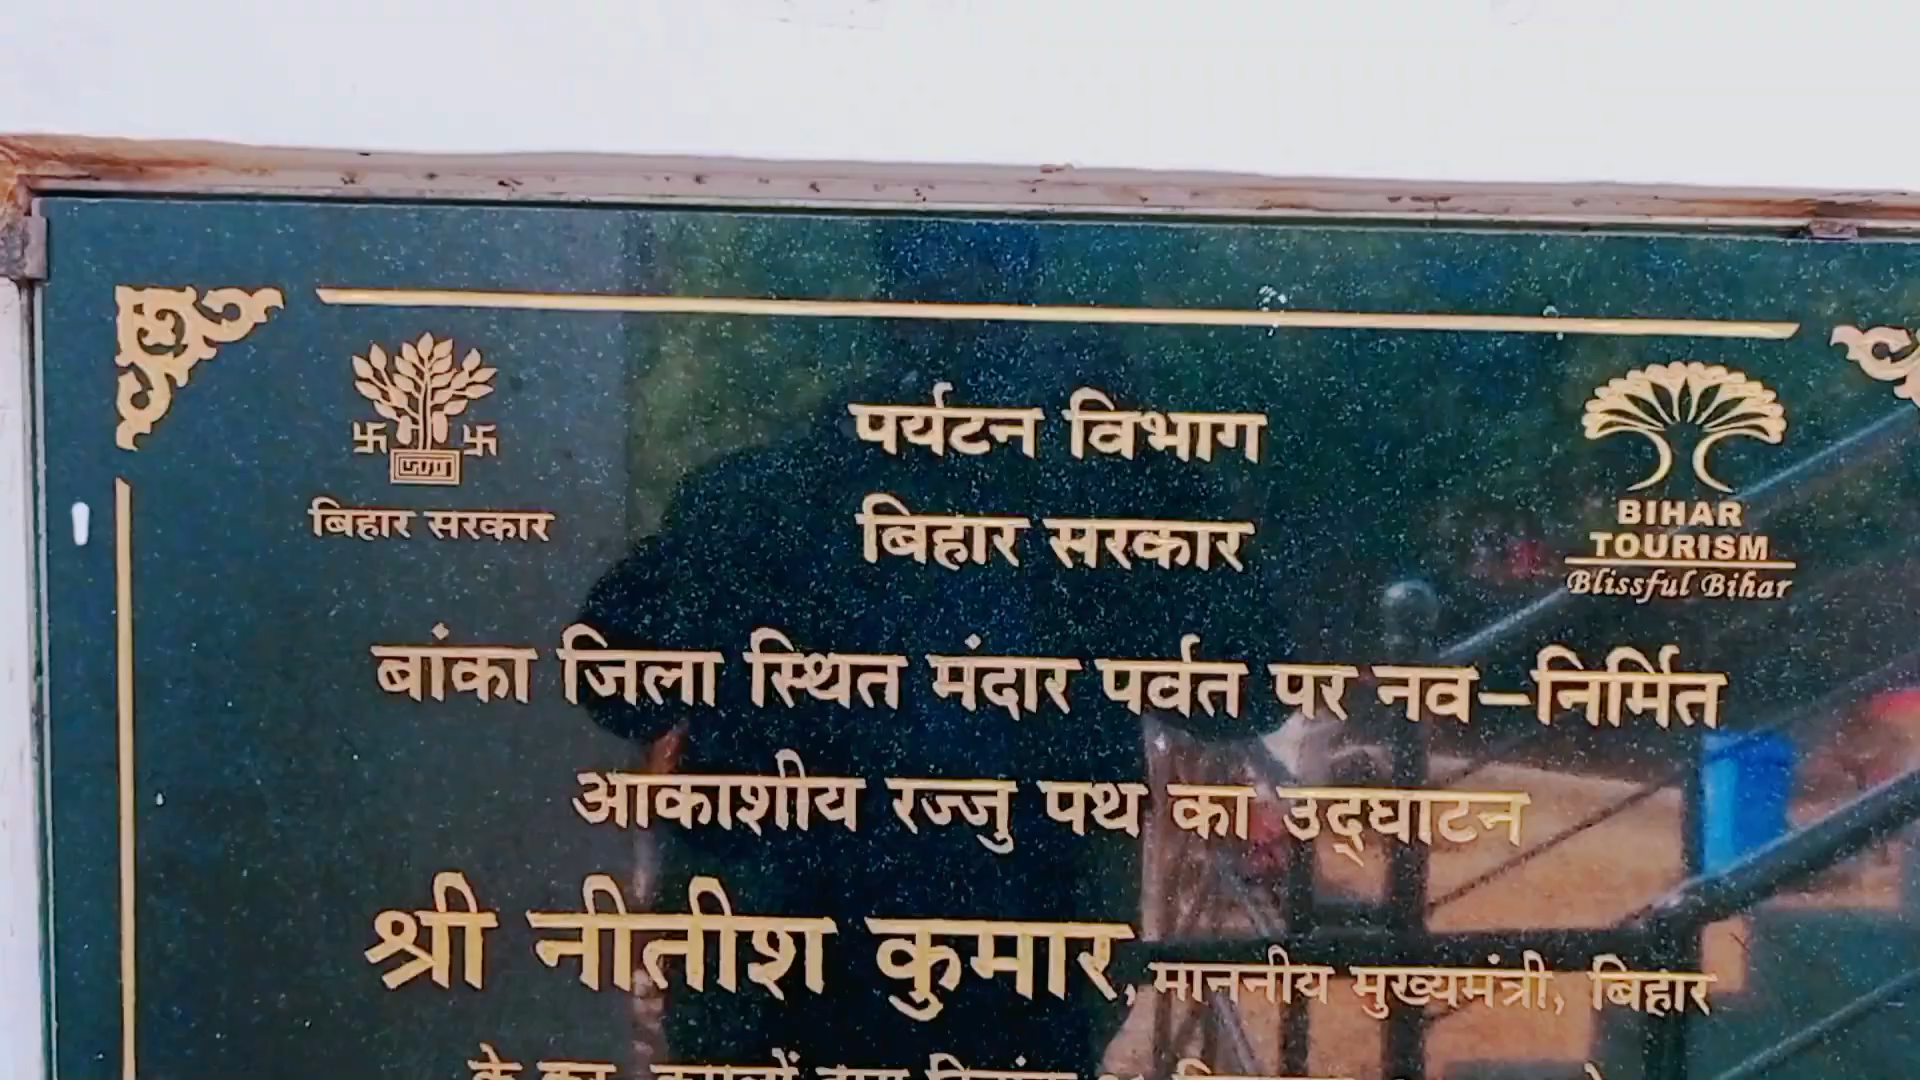 बिहार सरकार
पर्यटन विभाग
बिहार सरकार
BIHAR
TOURISM
Blissful Bihar
बांका जिला स्थित मंदार पर्वत पर नव-निर्मित
आकाशीय रज्जु पथ का उद्घाटन
श्री नीतीश कुमार, माननीय मुख्यमंत्री, बिहार